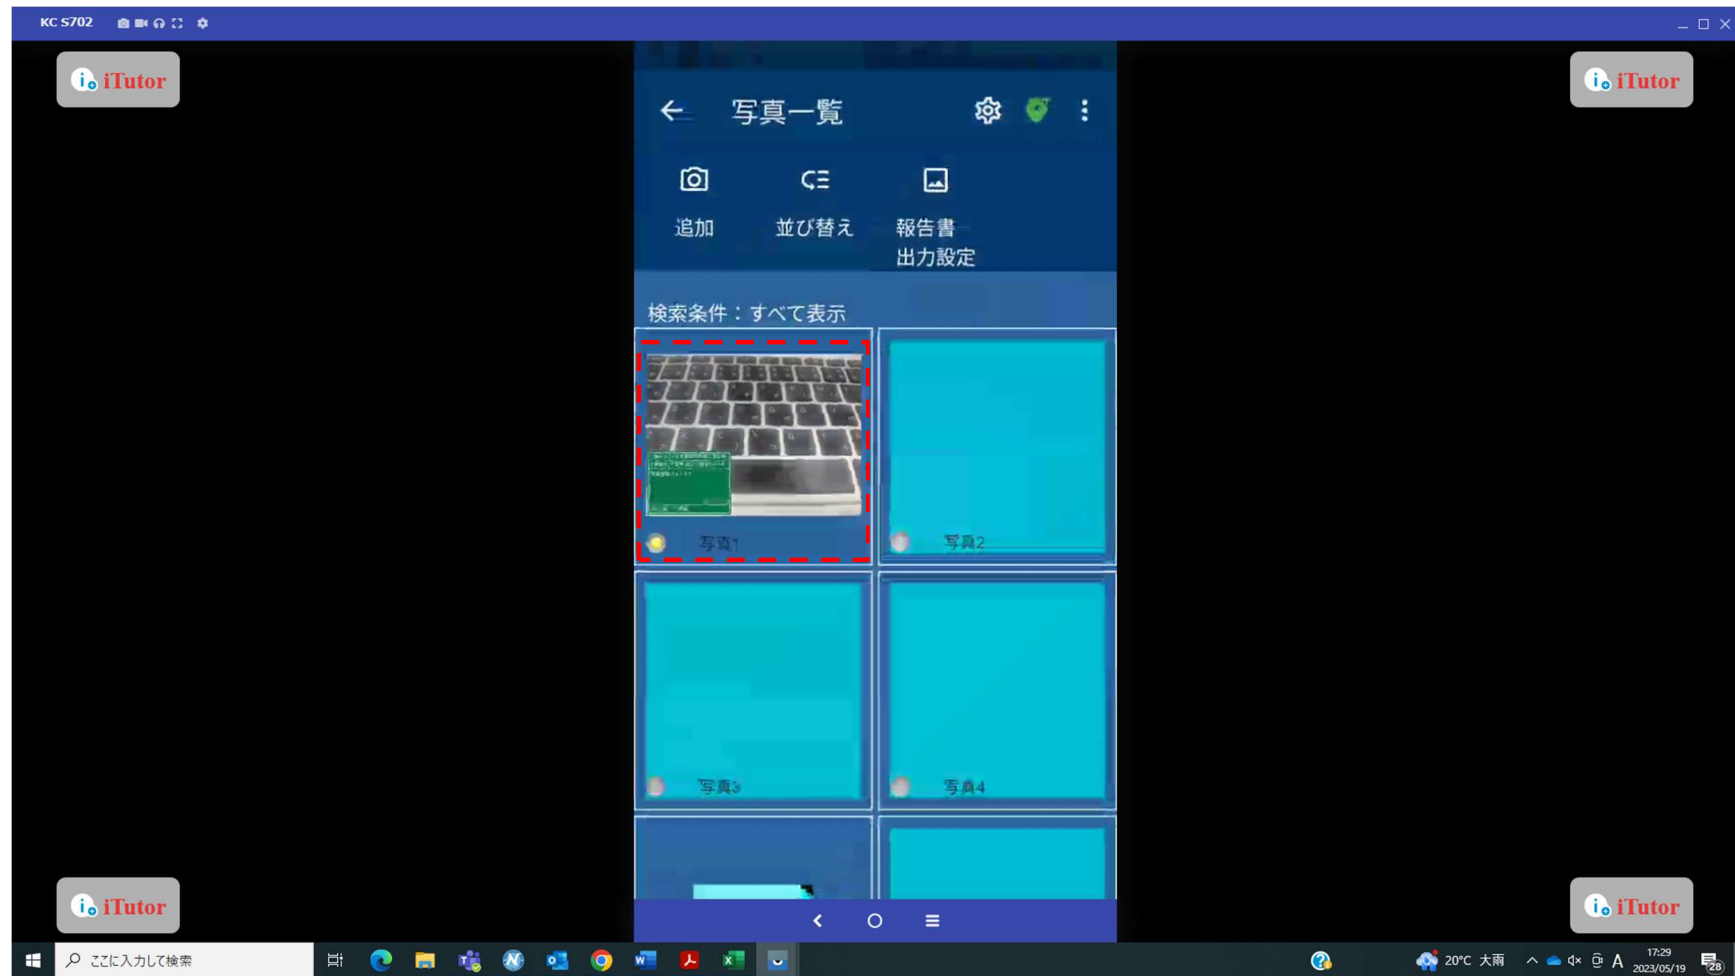 KC S702
iTutor
iTutor
写真一覧
追加
並び替え
報告書
出力設定
検索条件：すべて表示
写真1
写真2
写真3
写真4
iTutor
iTutor
ここに入力して検索
20°C 大雨
A
17:29
2023/05/19
28